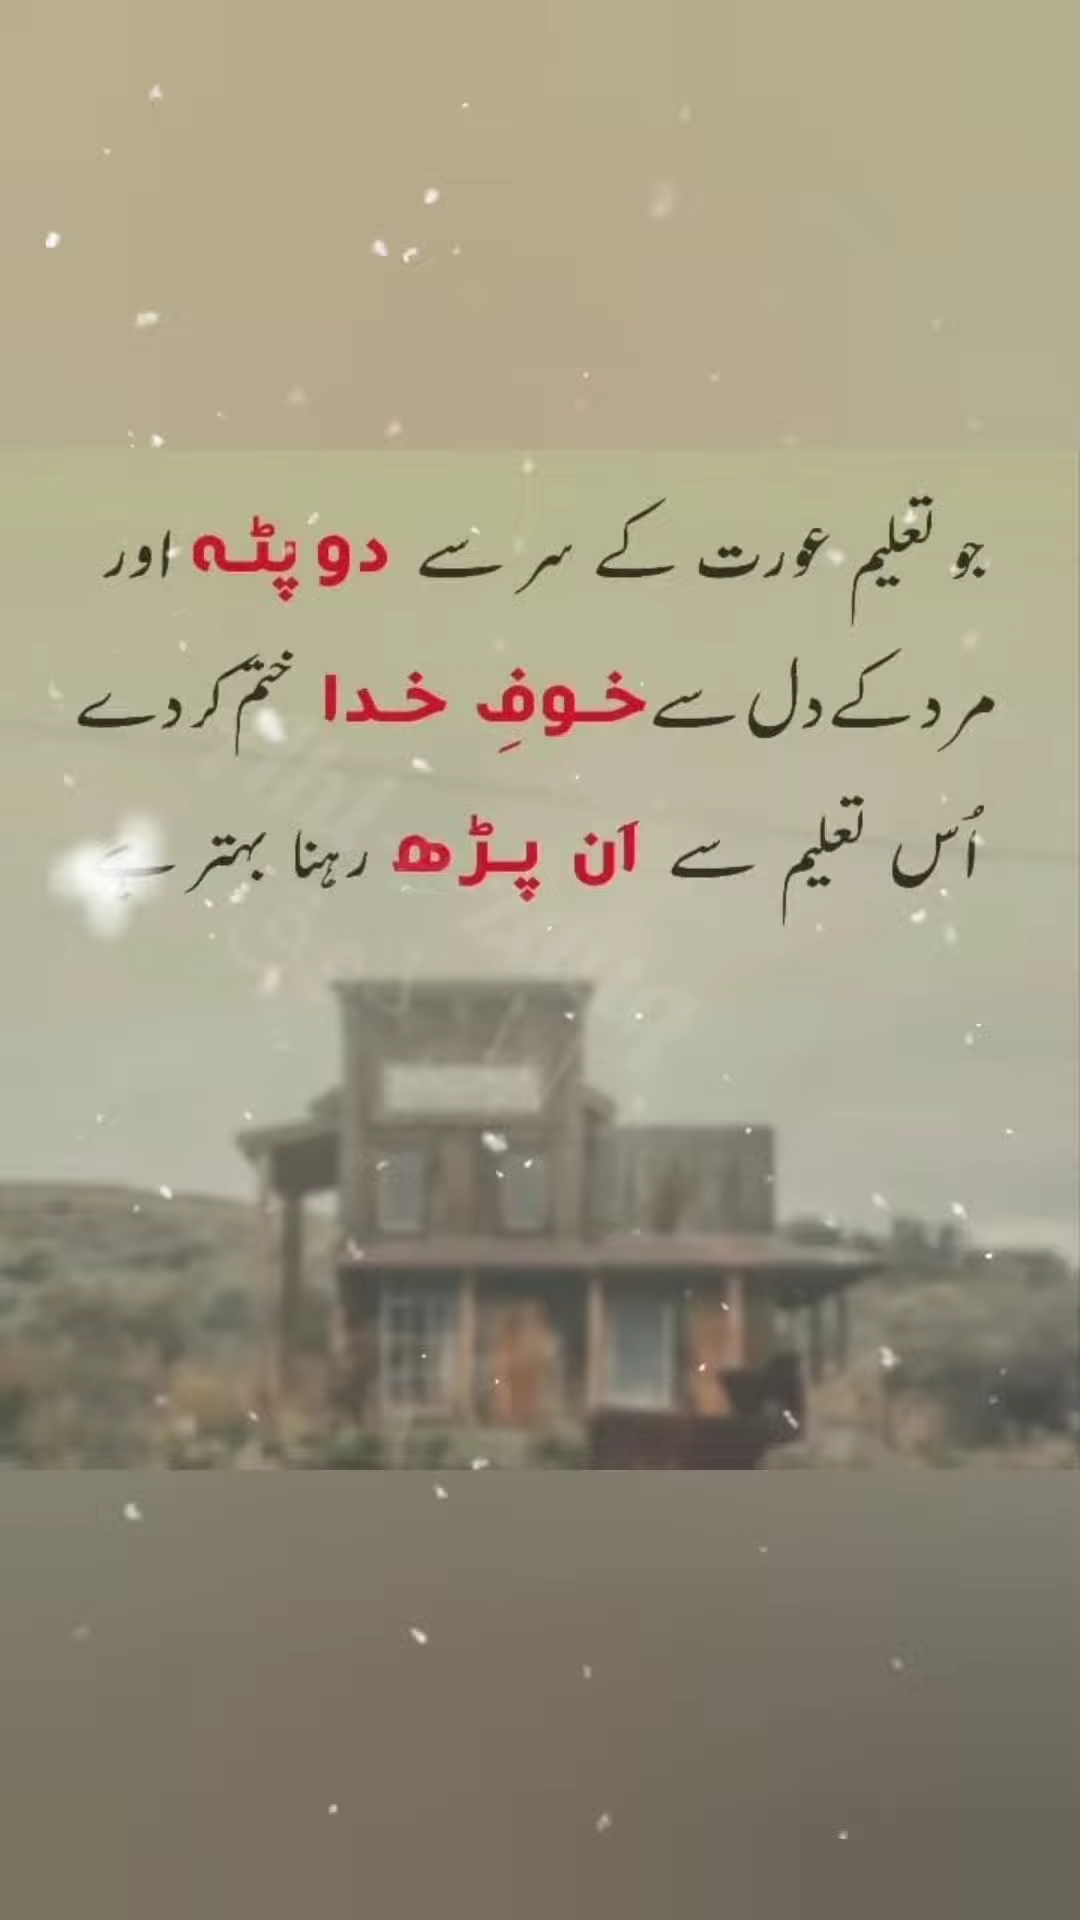 جو تعلیم عورت کے سر سے دوپٹہ اور
مرد کے دل سے خوفِ خدا ختم کر دے
اُس تعلیم سے اَن پڑھ رہنا بہتر ہے